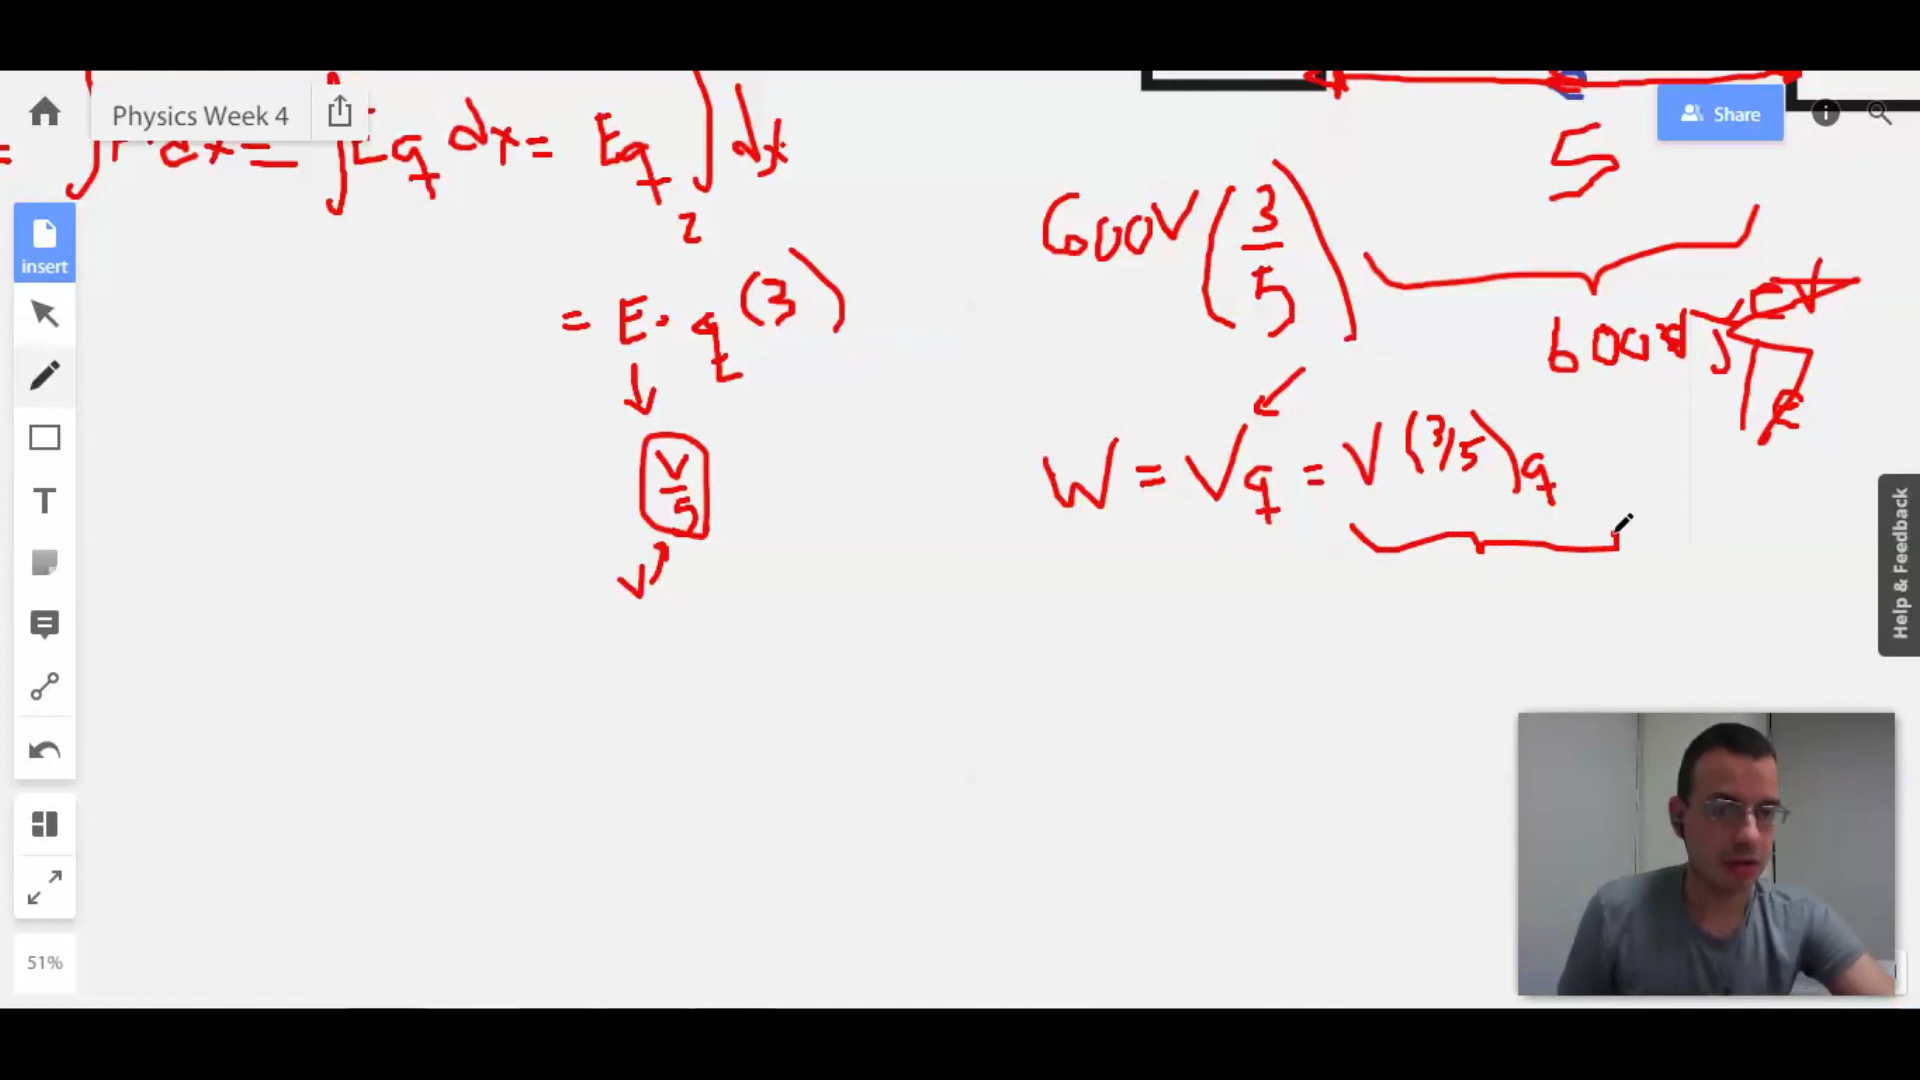 Physics Week 4
Share
= ∫ F · dx = ∫ Eq dx = Eq ∫ dx
2
= E · q (3)
V/5
V
insert
T
51%
5
600V (3/5)
600
W = Vq = V (3/5) q
Help & Feedback